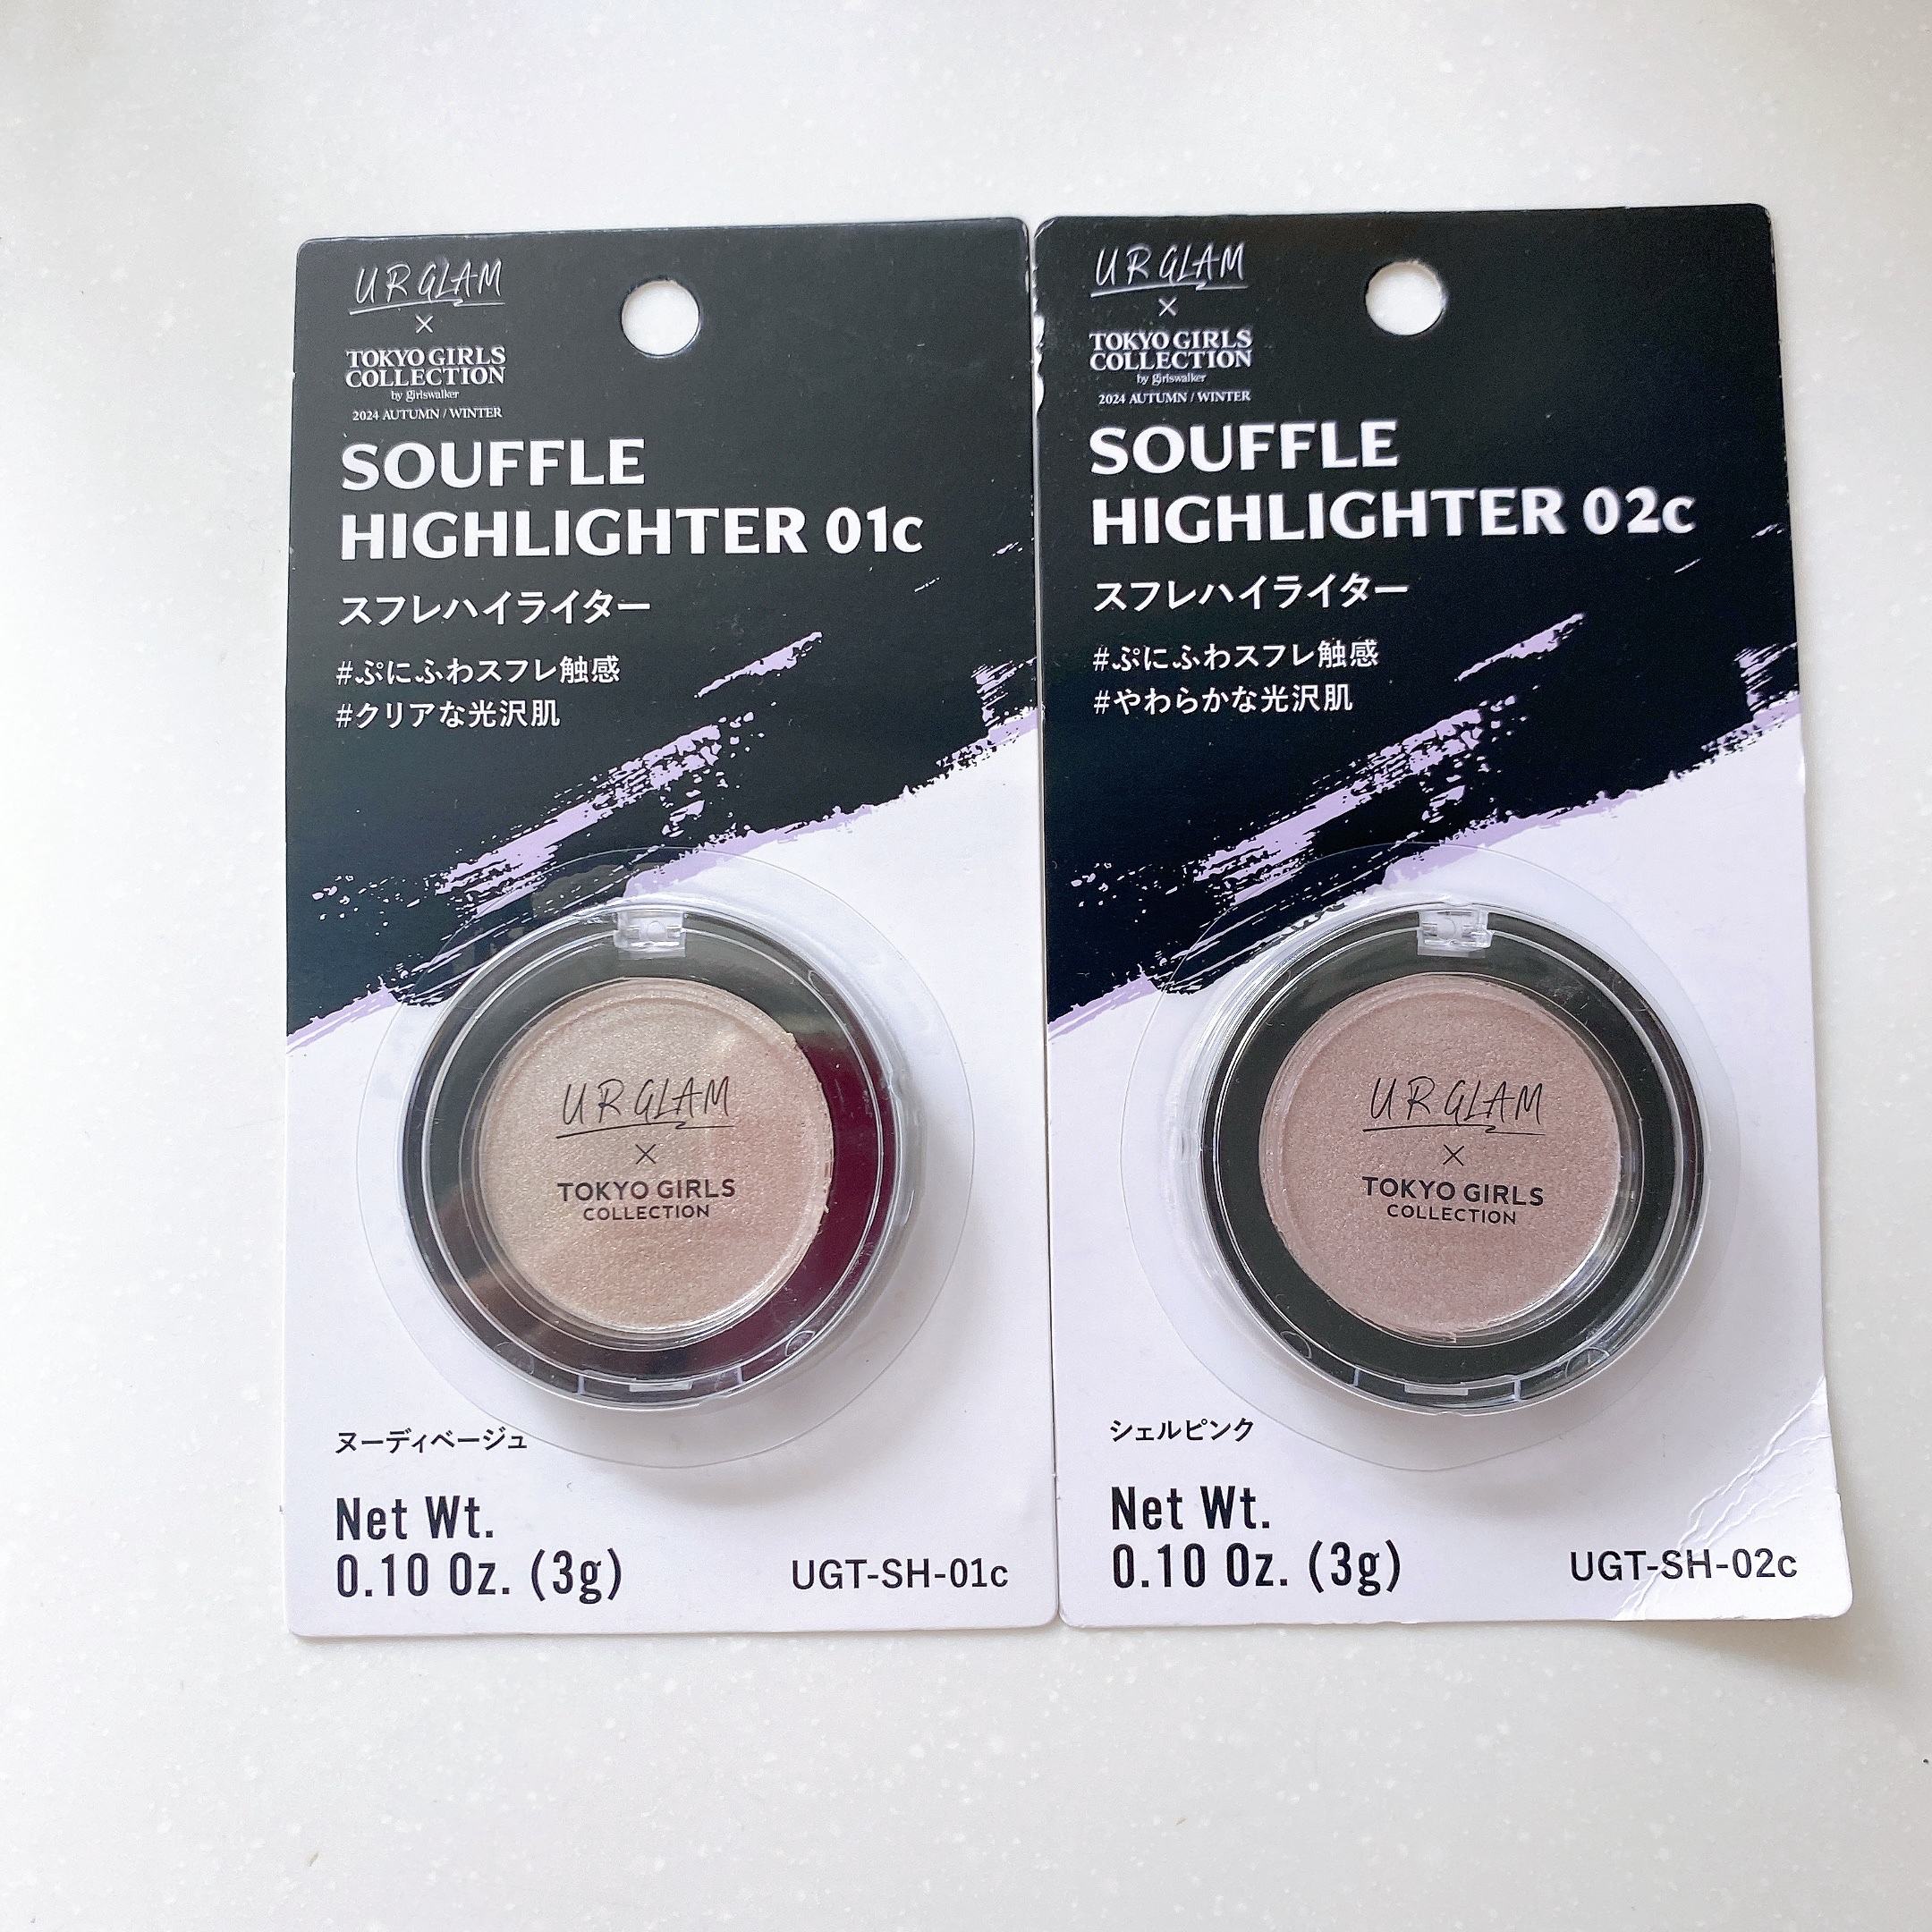 UR GLAM
×
TOKYO GIRLS
COLLECTION
by girlswalker
2024 AUTUMN / WINTER
SOUFFLE
HIGHLIGHTER 01c
スフレハイライター
#ぷにふわスフレ触感
#クリアな光沢肌
UR GLAM
×
TOKYO GIRLS
COLLECTION
ヌーディベージュ
Net Wt.
0.10 Oz. (3g)
UGT-SH-01c
UR GLAM
×
TOKYO GIRLS
COLLECTION
by girlswalker
2024 AUTUMN / WINTER
SOUFFLE
HIGHLIGHTER 02c
スフレハイライター
#ぷにふわスフレ触感
#やわらかな光沢肌
UR GLAM
×
TOKYO GIRLS
COLLECTION
シェルピンク
Net Wt.
0.10 Oz. (3g)
UGT-SH-02c